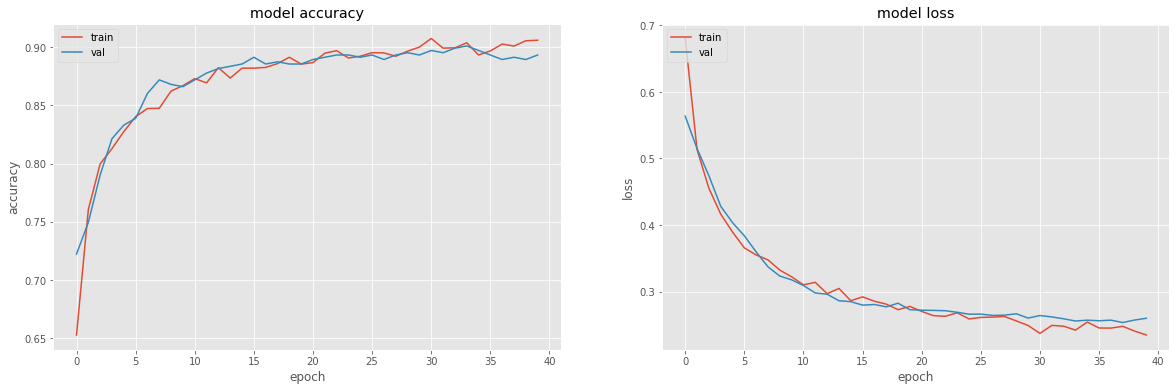 model accuracy
train
val
0.90
0.85
0.80
0.75
0.70
0.65
accuracy
0 5 10 15 20 25 30 35 40
epoch
model loss
train
val
0.7
0.6
0.5
0.4
0.3
loss
0 5 10 15 20 25 30 35 40
epoch